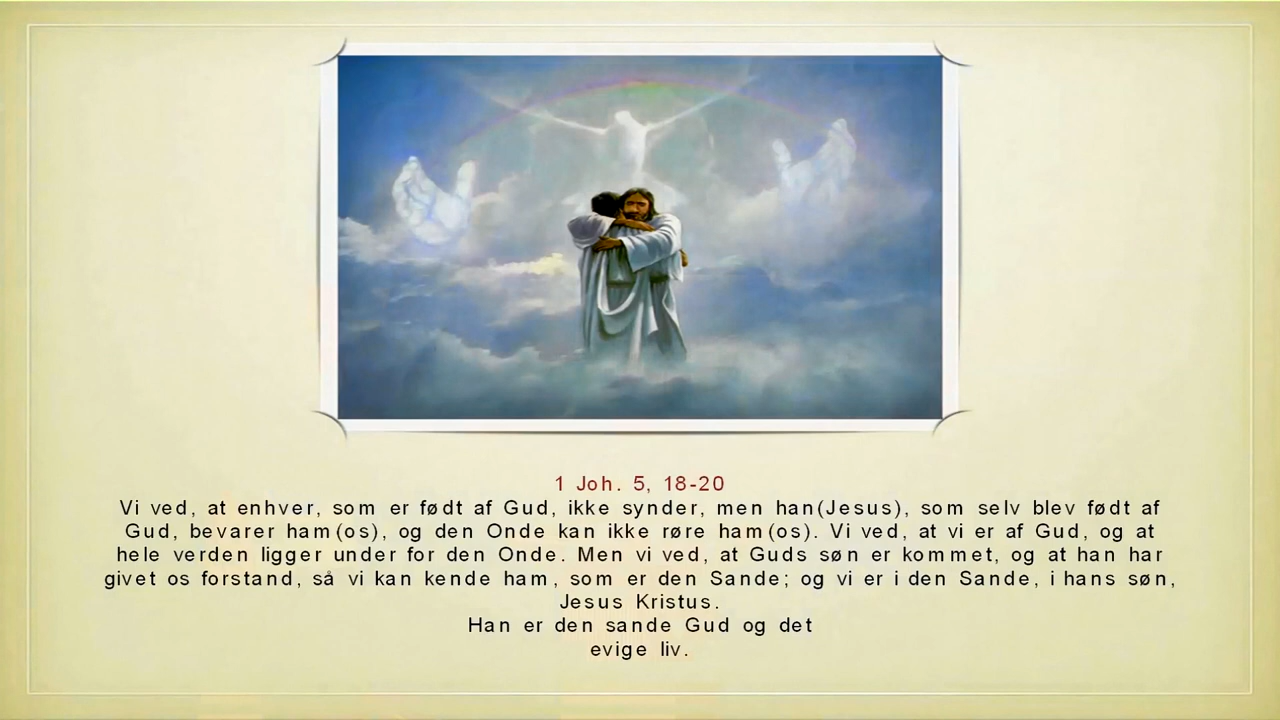 1 Joh. 5, 18-20
Vi ved, at enhver, som er født af Gud, ikke synder, men han(Jesus), som selv blev født af
Gud, bevarer ham(os), og den Onde kan ikke røre ham(os). Vi ved, at vi er af Gud, og at
hele verden ligger under for den Onde. Men vi ved, at Guds søn er kommet, og at han har
givet os forstand, så vi kan kende ham, som er den Sande; og vi er i den Sande, i hans søn,
Jesus Kristus.
Han er den sande Gud og det
evige liv.